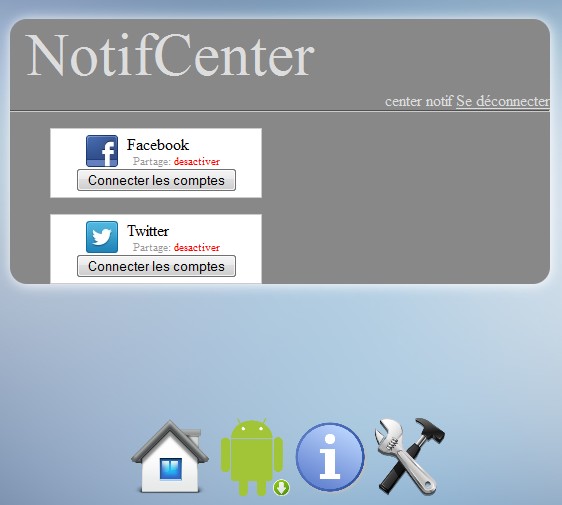 NotifCenter
center notif Se déconnecter
Facebook
Partage: desactiver
Connecter les comptes
Twitter
Partage: desactiver
Connecter les comptes